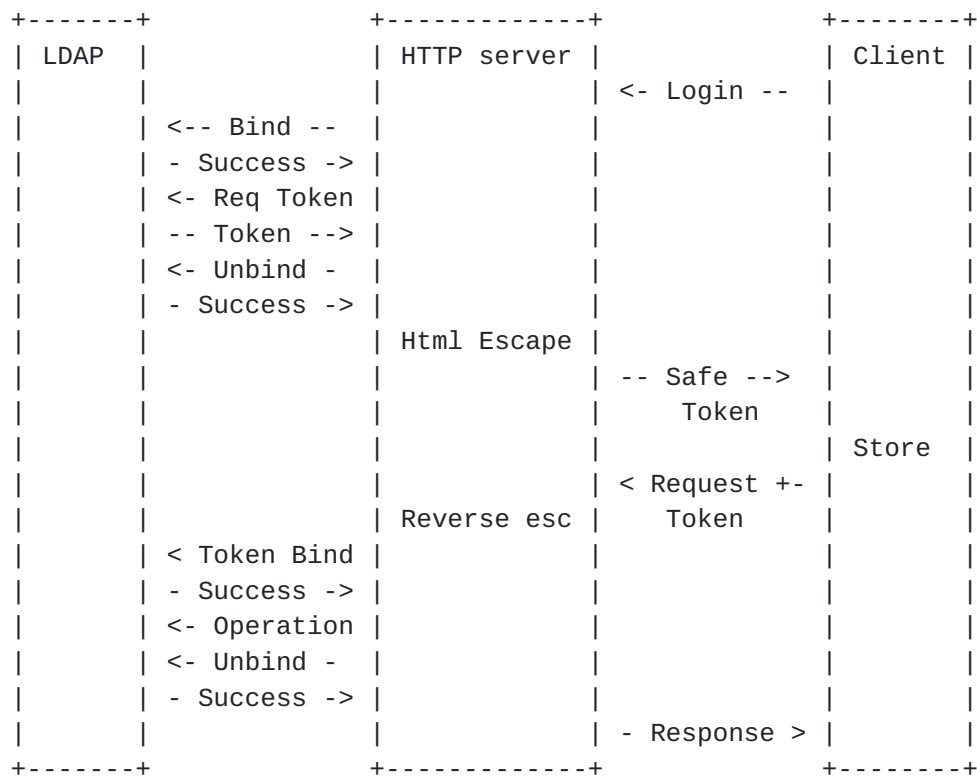 +-------+              +-------------+              +--------+
| LDAP  |              | HTTP server |              | Client |
|       |              |             | <- Login --  |        |
|       | <-- Bind --  |             |              |        |
|       | - Success -> |             |              |        |
|       | <- Req Token |             |              |        |
|       | -- Token --> |             |              |        |
|       | <- Unbind -  |             |              |        |
|       | - Success -> |             |              |        |
|       |              | Html Escape |              |        |
|       |              |             | -- Safe -->  |        |
|       |              |             |     Token    |        |
|       |              |             |              | Store  |
|       |              |             | < Request +- |        |
|       |              | Reverse esc |    Token     |        |
|       | < Token Bind |             |              |        |
|       | - Success -> |             |              |        |
|       | <- Operation |             |              |        |
|       | <- Unbind -  |             |              |        |
|       | - Success -> |             |              |        |
|       |              |             | - Response > |        |
+-------+              +-------------+              +--------+